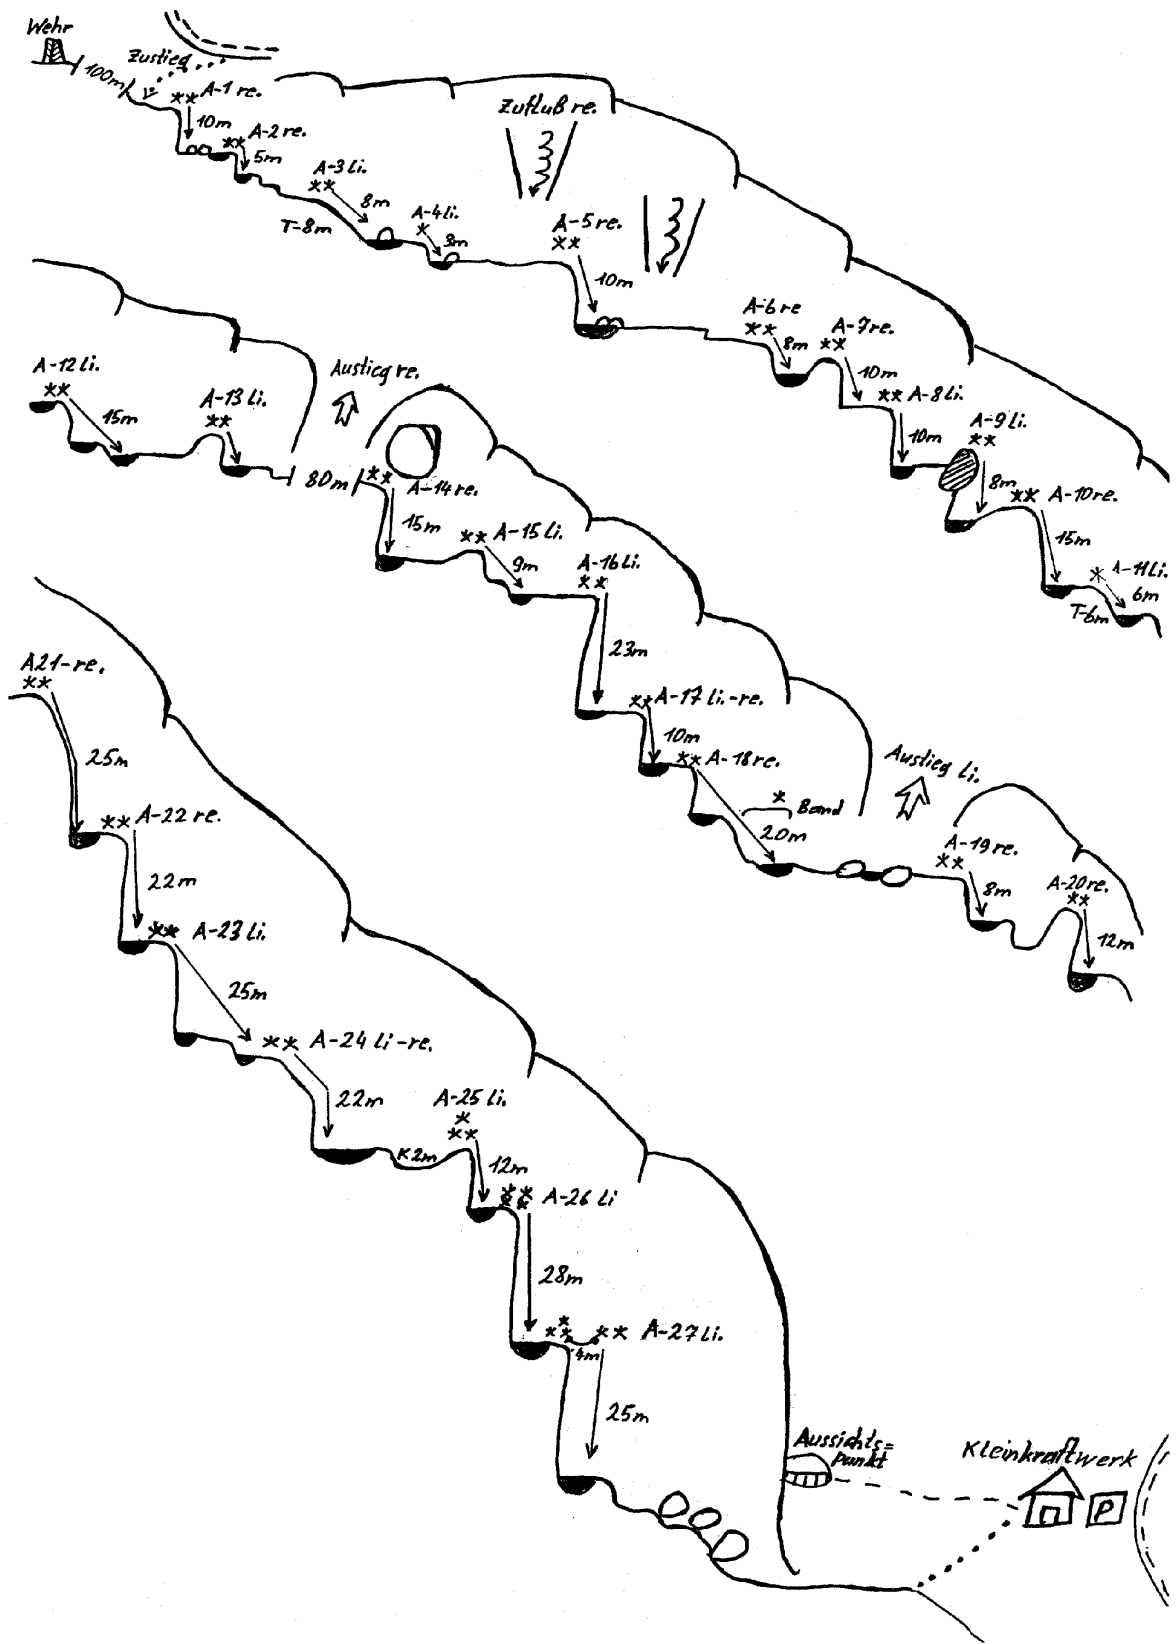 Wehr
Zustieg
100m
A-1 re.
10m
A-2 re.
5m
A-3 li.
8m
T-8m
A-4 li.
3m
Zufluß re.
A-5 re.
10m
A-6 re
8m
A-7 re.
10m
A-8 li.
10m
A-9 li.
8m
A-10 re.
15m
A-11 li.
6m
T-6m
A-12 li.
15m
A-13 li.
Austieg re.
80m
A-14 re.
15m
A-15 li.
9m
A-16 li.
23m
A-17 li.-re.
10m
A-18 re.
Band
20m
Austieg li.
A-19 re.
8m
A-20 re.
12m
A21-re.
25m
A-22 re.
22m
A-23 li.
25m
A-24 li-re.
22m
K2m
A-25 li.
12m
A-26 li
28m
A-27 li.
4m
25m
Aussichts=
punkt
Kleinkraftwerk
P